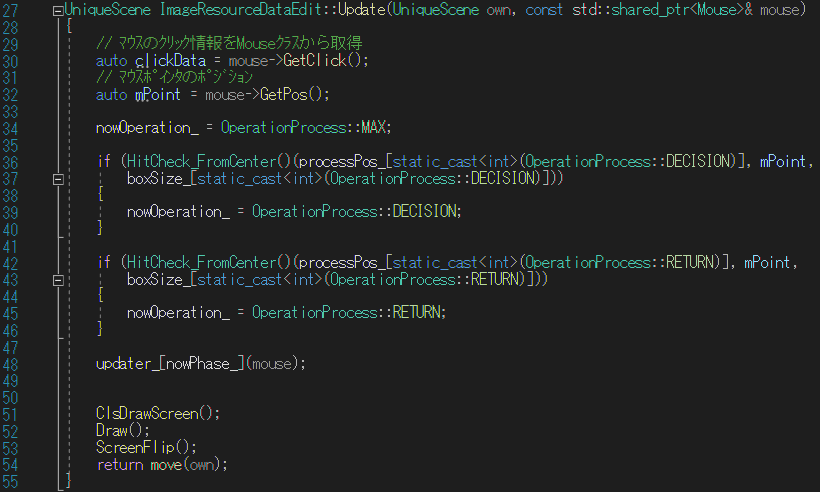 27 UniqueScene ImageResourceDataEdit::Update(UniqueScene own, const std::shared_ptr<Mouse>& mouse)
28 {
29 // ﾏｳｽのｸﾘｯｸ情報をMouseｸﾗｽから取得
30 auto clickData = mouse->GetClick();
31 // ﾏｳｽﾎﾟｲﾝﾀのﾎﾟｼﾞｼｮﾝ
32 auto mPoint = mouse->GetPos();
33
34 nowOperation_ = OperationProcess::MAX;
35
36 if (HitCheck_FromCenter()(processPos_[static_cast<int>(OperationProcess::DECISION)], mPoint,
37 boxSize_[static_cast<int>(OperationProcess::DECISION)]))
38 {
39 nowOperation_ = OperationProcess::DECISION;
40 }
41
42 if (HitCheck_FromCenter()(processPos_[static_cast<int>(OperationProcess::RETURN)], mPoint,
43 boxSize_[static_cast<int>(OperationProcess::RETURN)]))
44 {
45 nowOperation_ = OperationProcess::RETURN;
46 }
47
48 updater_[nowPhase_](mouse);
49
50
51 ClsDrawScreen();
52 Draw();
53 ScreenFlip();
54 return move(own);
55 }